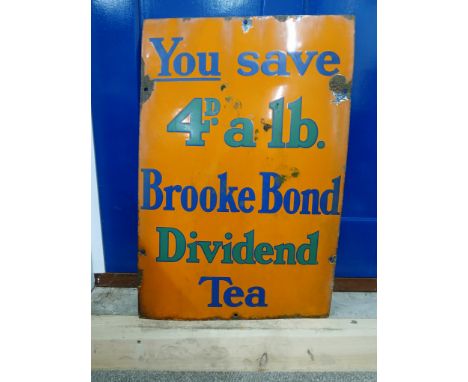 You save
4D. a lb.
Brooke Bond
Dividend
Tea